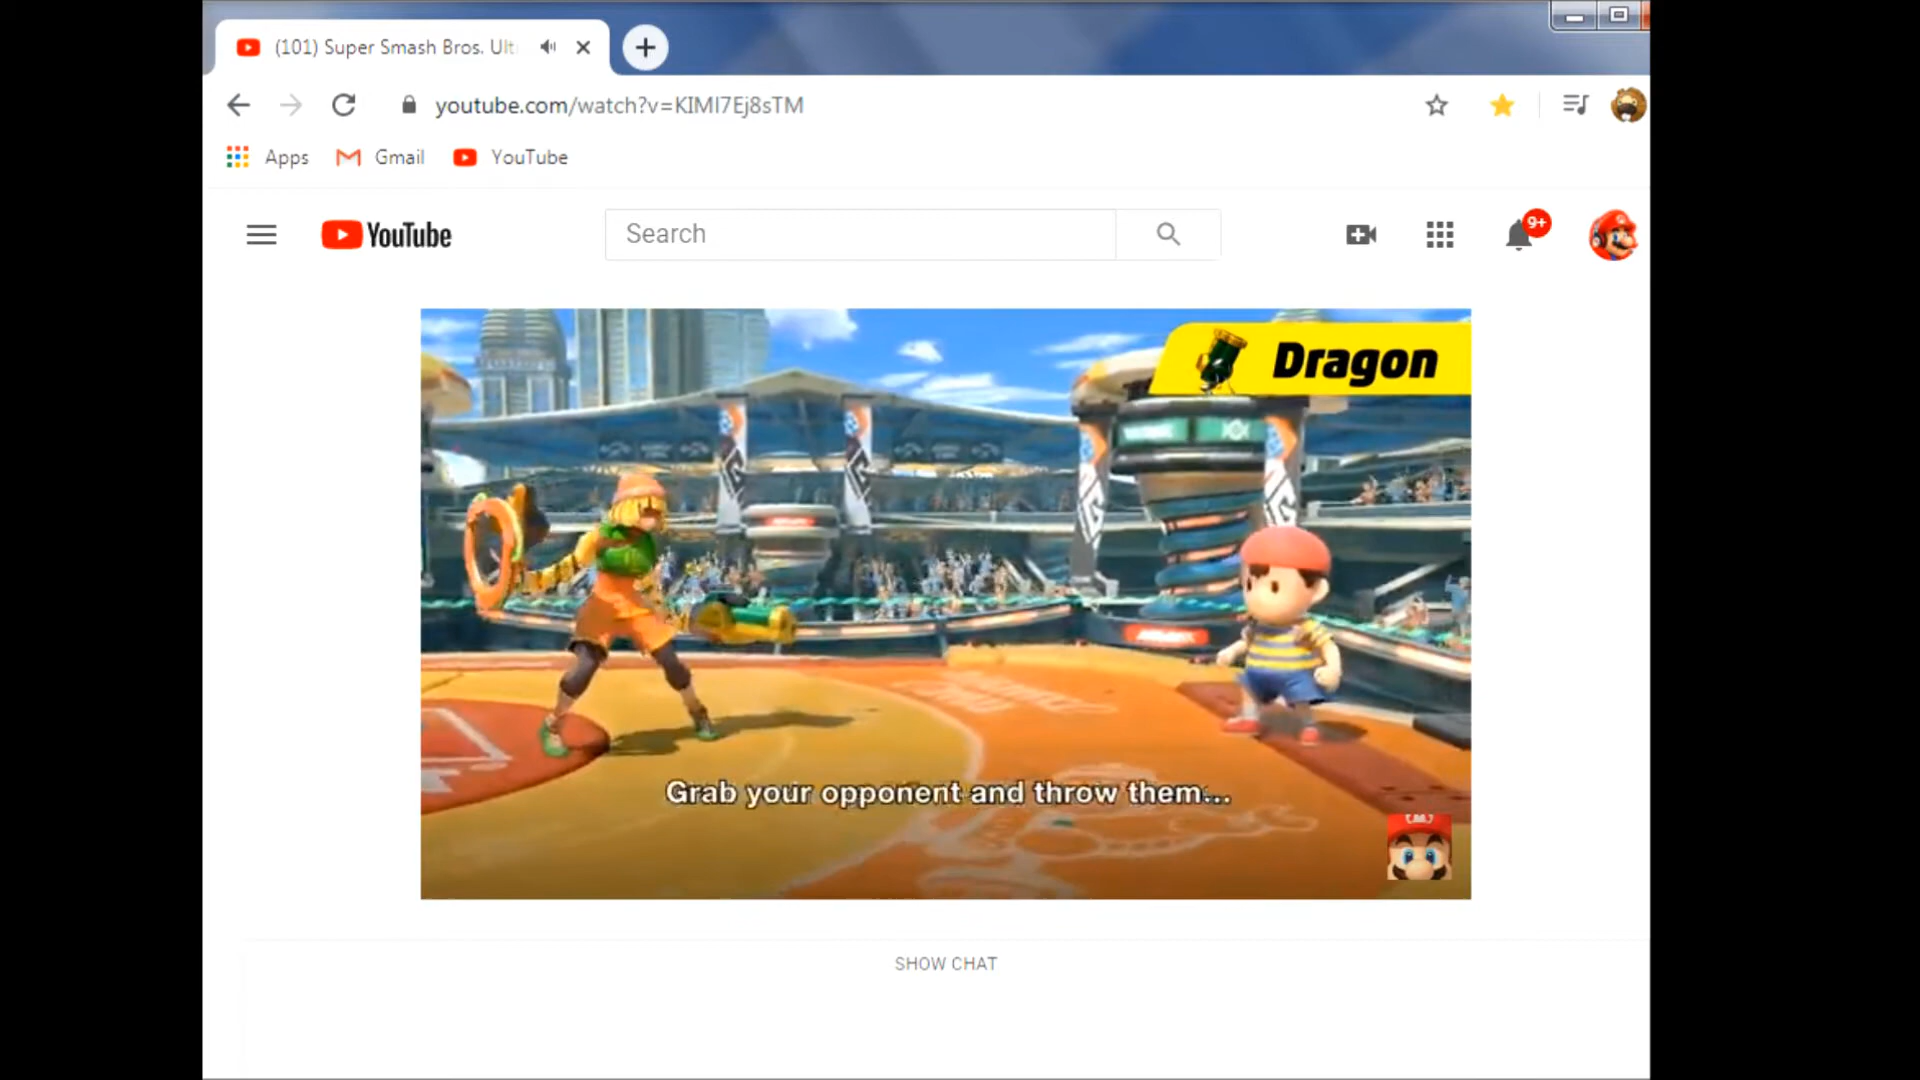 (101) Super Smash Bros. Ult
youtube.com/watch?v=KIMI7Ej8sTM
Apps Gmail YouTube
YouTube Search 9+
Dragon
Grab your opponent and throw them...
SHOW CHAT